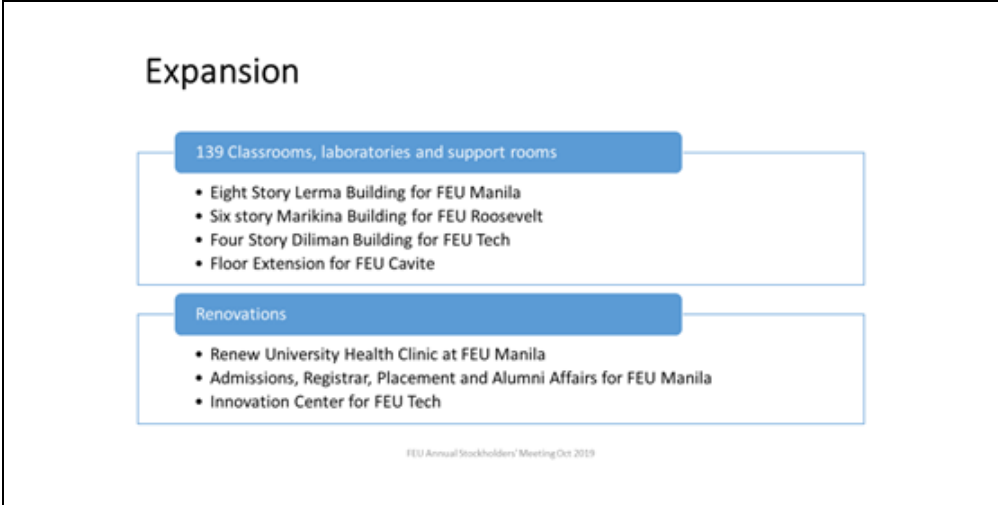 Expansion
139 Classrooms, laboratories and support rooms
• Eight Story Lerma Building for FEU Manila
• Six story Marikina Building for FEU Roosevelt
• Four Story Diliman Building for FEU Tech
• Floor Extension for FEU Cavite
Renovations
• Renew University Health Clinic at FEU Manila
• Admissions, Registrar, Placement and Alumni Affairs for FEU Manila
• Innovation Center for FEU Tech
FEU Annual Stockholders' Meeting Oct 2019